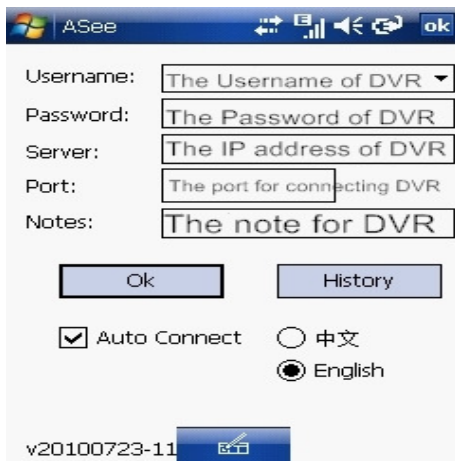 ASee ok
Username: The Username of DVR
Password: The Password of DVR
Server: The IP address of DVR
Port: The port for connecting DVR
Notes: The note for DVR
Ok History
Auto Connect 中文
English
v20100723-11